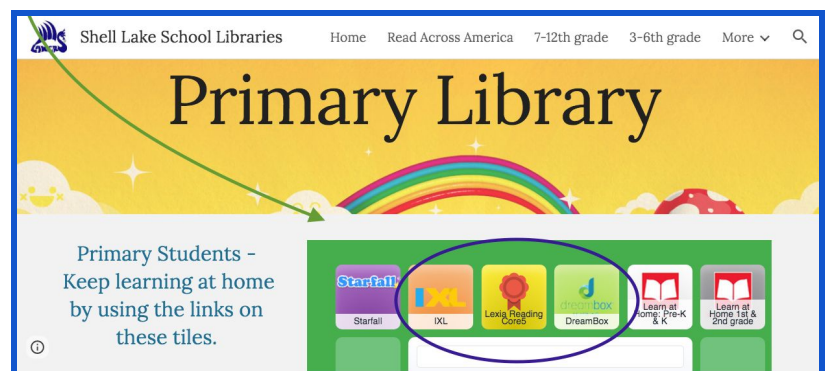 Shell Lake School Libraries Home Read Across America 7-12th grade 3-6th grade More
Primary Library
Primary Students -
Keep learning at home
by using the links on
these tiles.
Starfall IXL dreambox
Starfall IXL Lexia Reading Core5 DreamBox Home: Pre-K & K Learn at Home 1st & 2nd grade